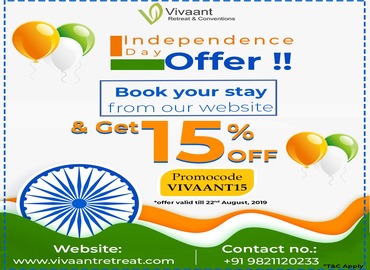 Vivaant
Retreat & Conventions
Independence
Day
Offer !!
Book your stay
from our website
& Get 15% OFF
Promocode
VIVAANT15
*offer valid till 22nd August, 2019
Website:
www.vivaantretreat.com
Contact no.:
+91 9821120233
*T&C Apply